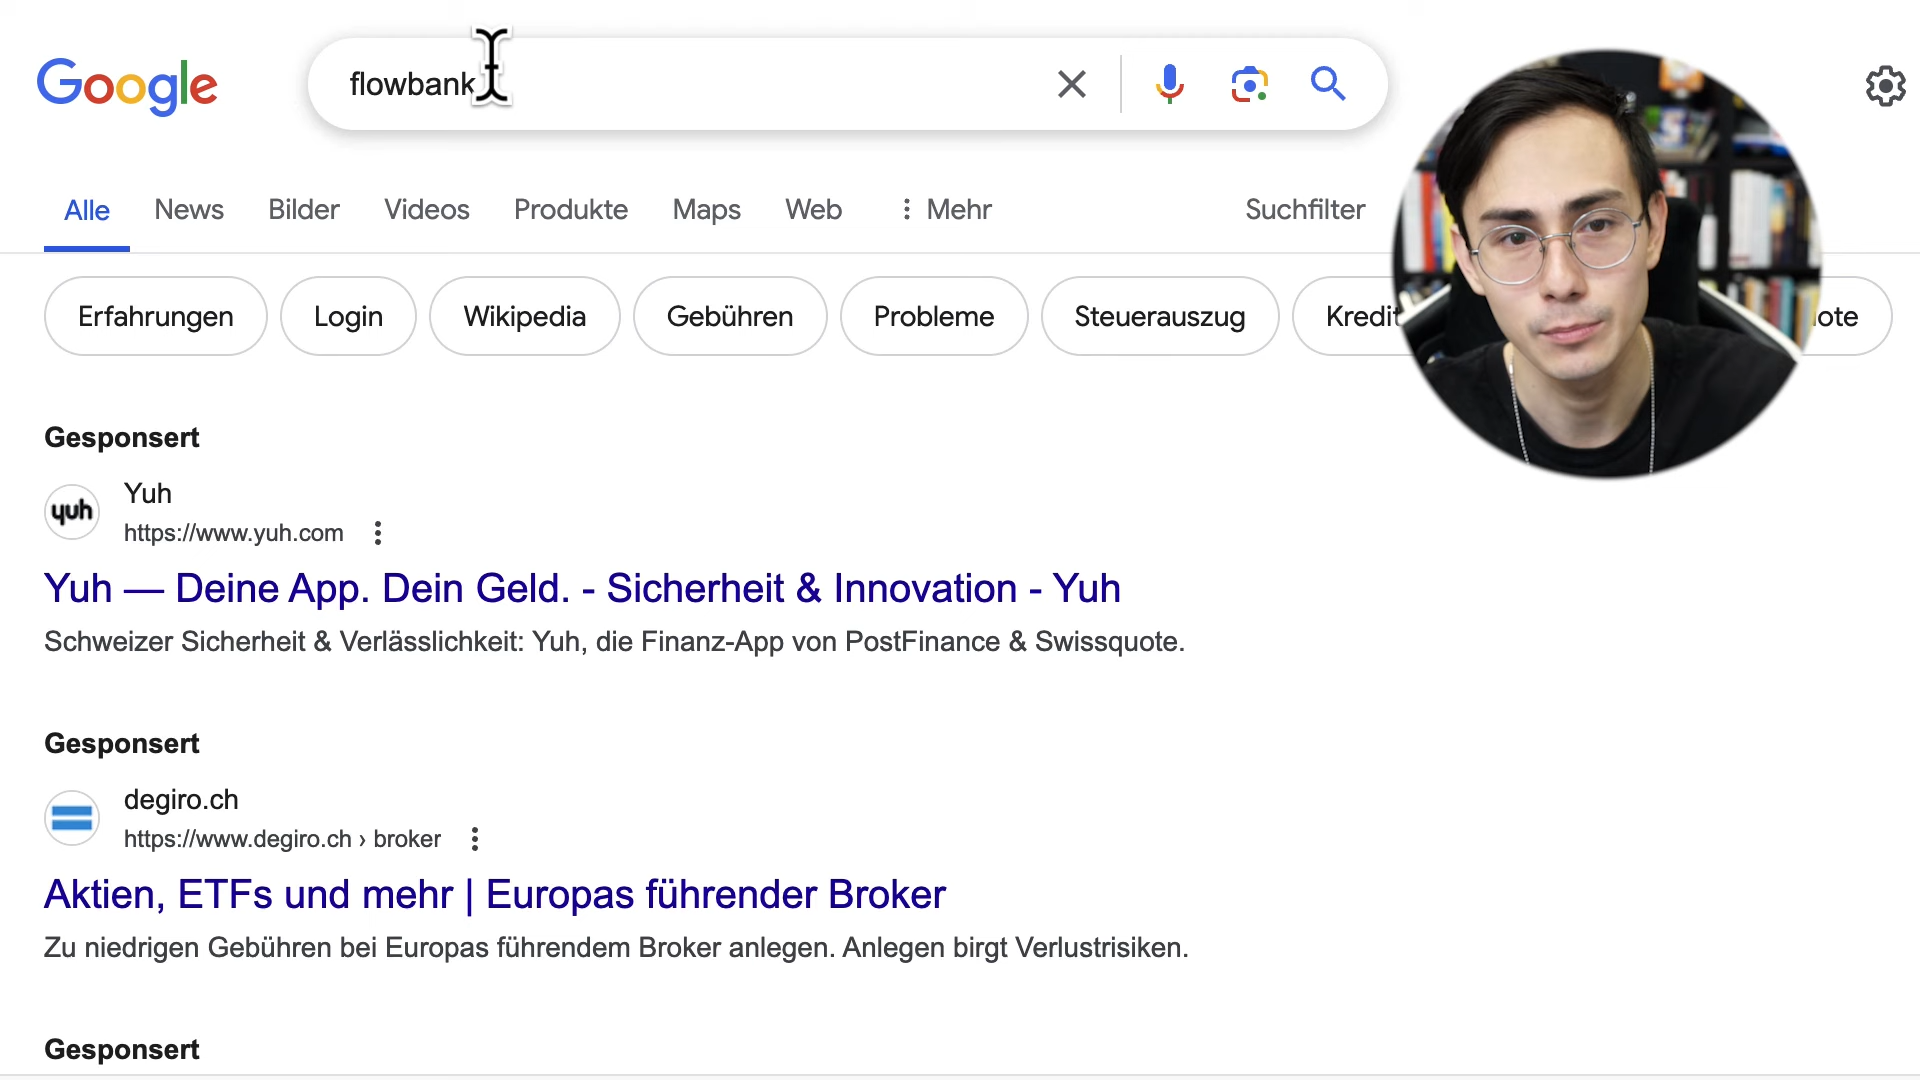 Google
flowbank
Alle News Bilder Videos Produkte Maps Web Mehr Suchfilter
Erfahrungen Login Wikipedia Gebühren Probleme Steuerauszug
Gesponsert
yuh
Yuh
https://www.yuh.com
Yuh — Deine App. Dein Geld. - Sicherheit & Innovation - Yuh
Schweizer Sicherheit & Verlässlichkeit: Yuh, die Finanz-App von PostFinance & Swissquote.
Gesponsert
degiro.ch
https://www.degiro.ch › broker
Aktien, ETFs und mehr | Europas führender Broker
Zu niedrigen Gebühren bei Europas führendem Broker anlegen. Anlegen birgt Verlustrisiken.
Gesponsert